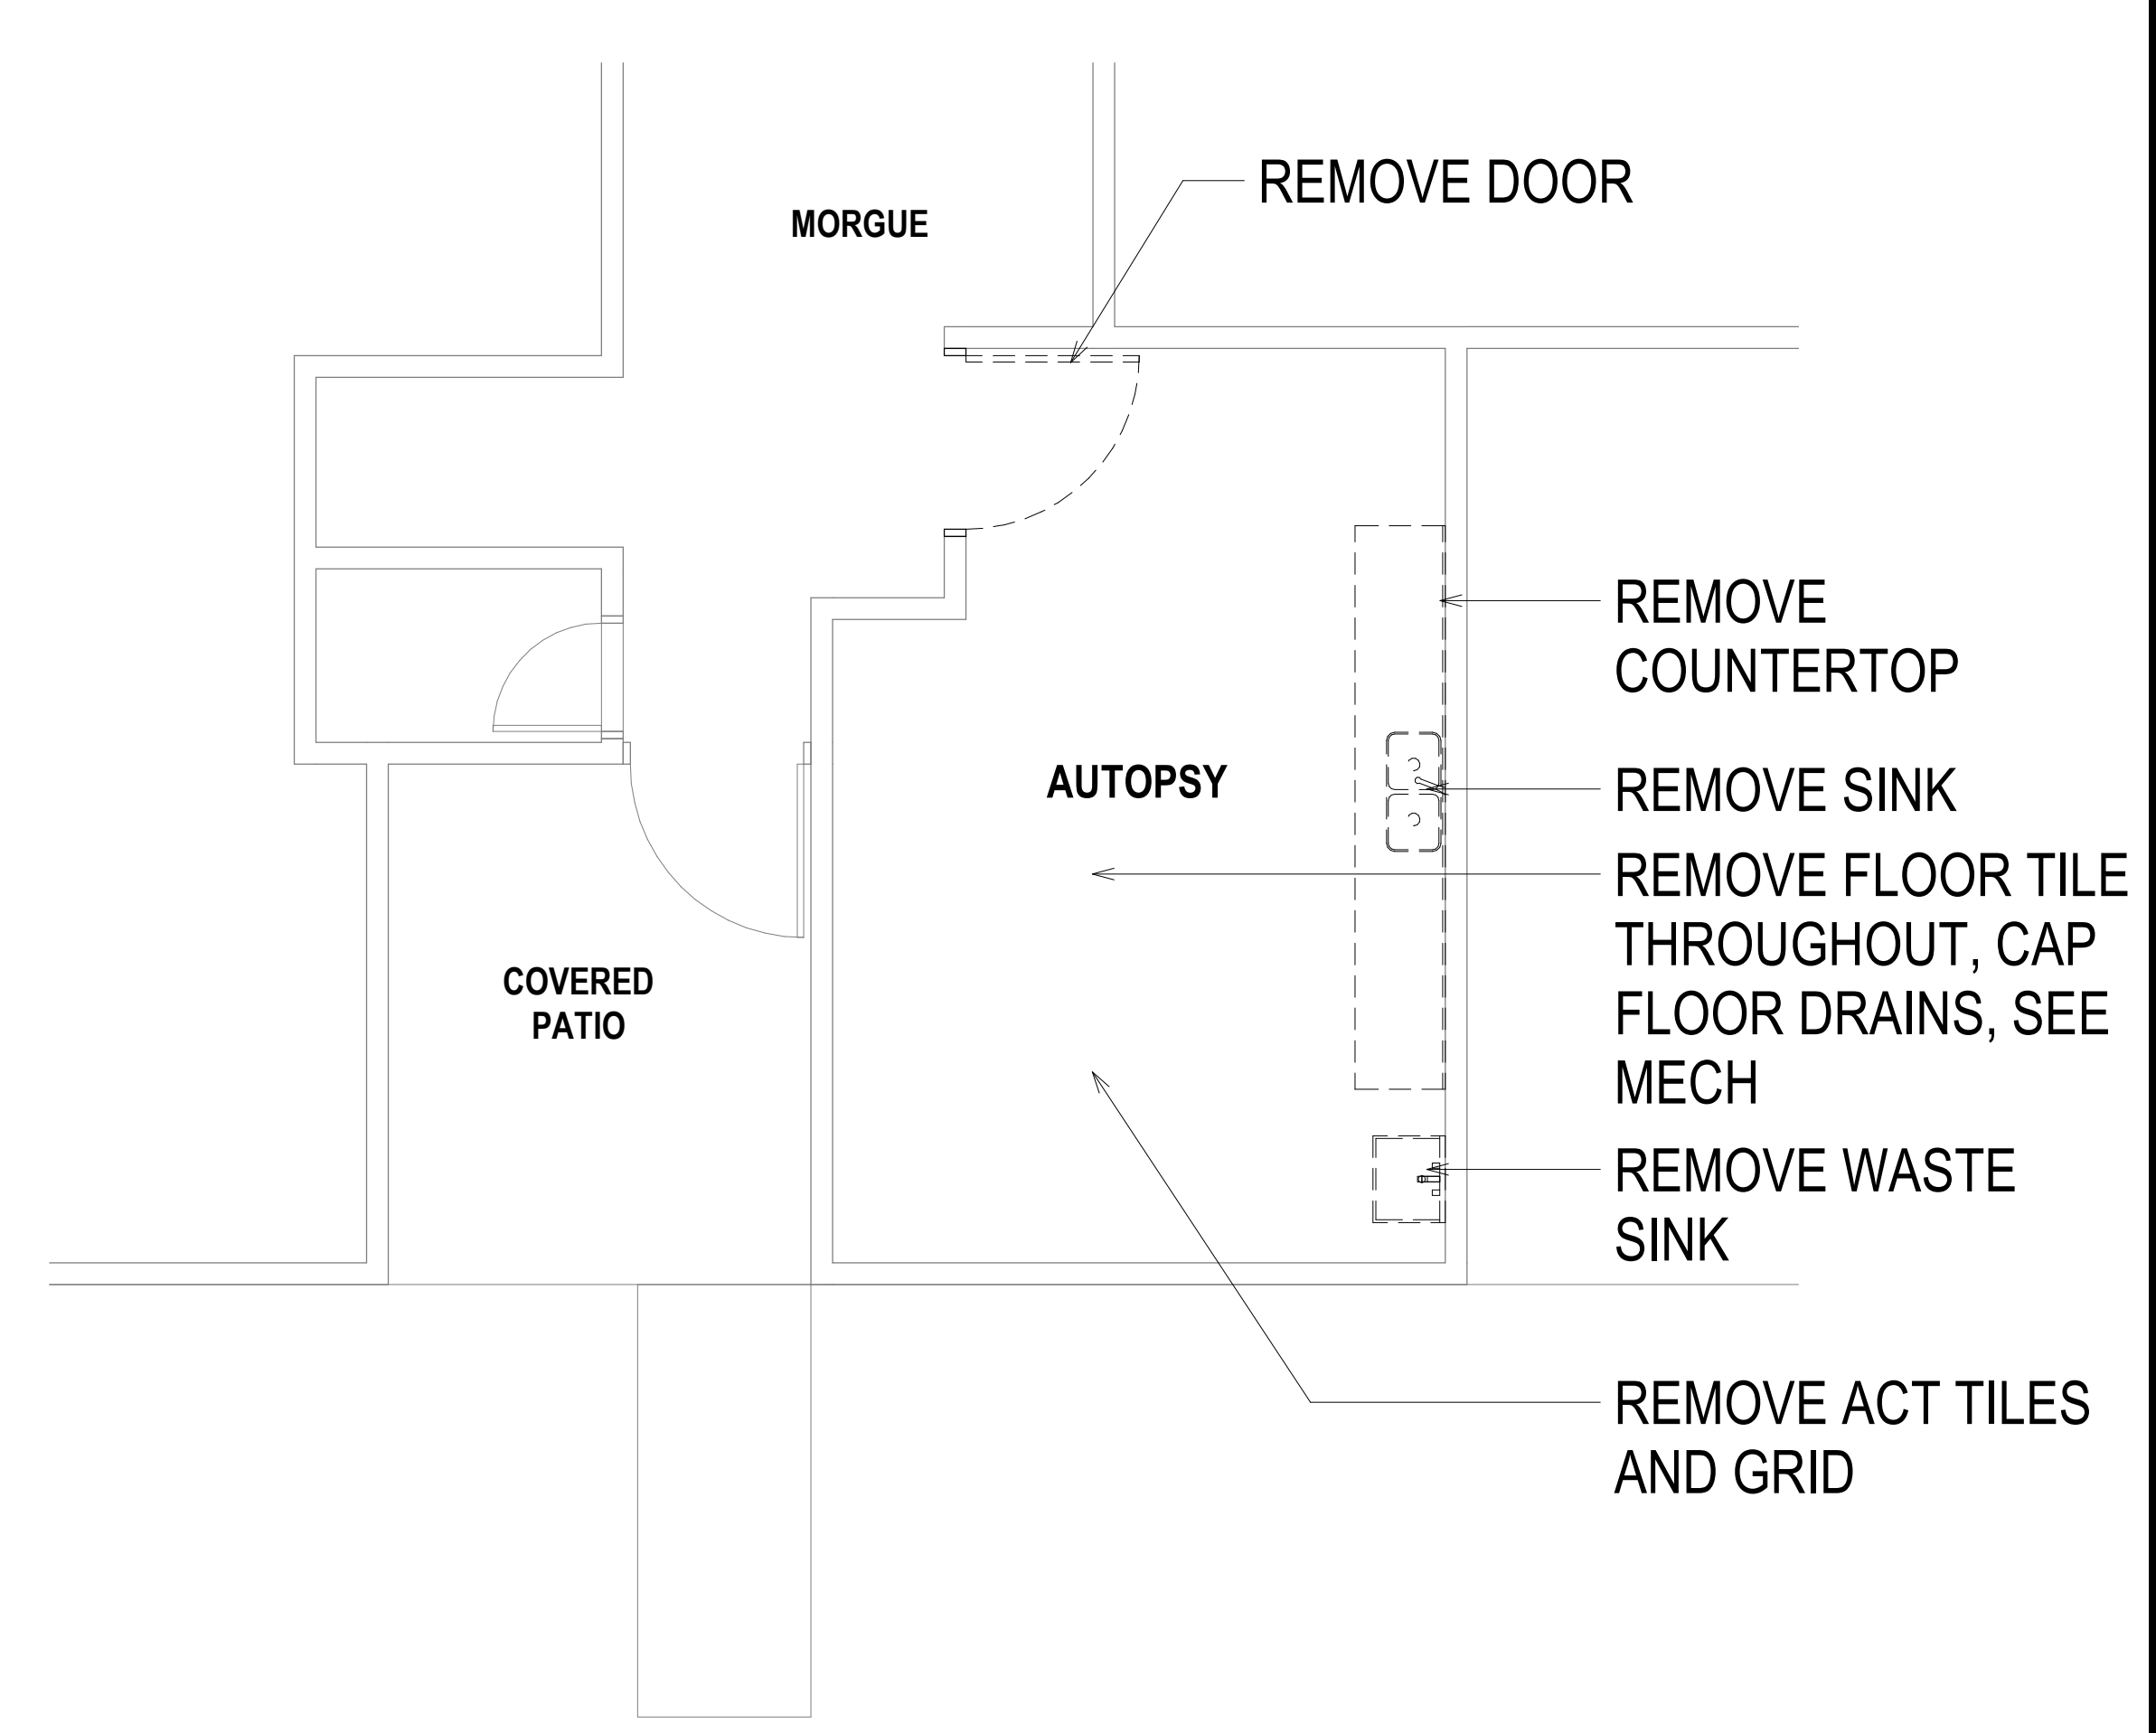 REMOVE DOOR
MORGUE
REMOVE
COUNTERTOP
AUTOPSY
REMOVE SINK
REMOVE FLOOR TILE
THROUGHOUT, CAP
FLOOR DRAINS, SEE
MECH
COVERED
PATIO
REMOVE WASTE
SINK
REMOVE ACT TILES
AND GRID